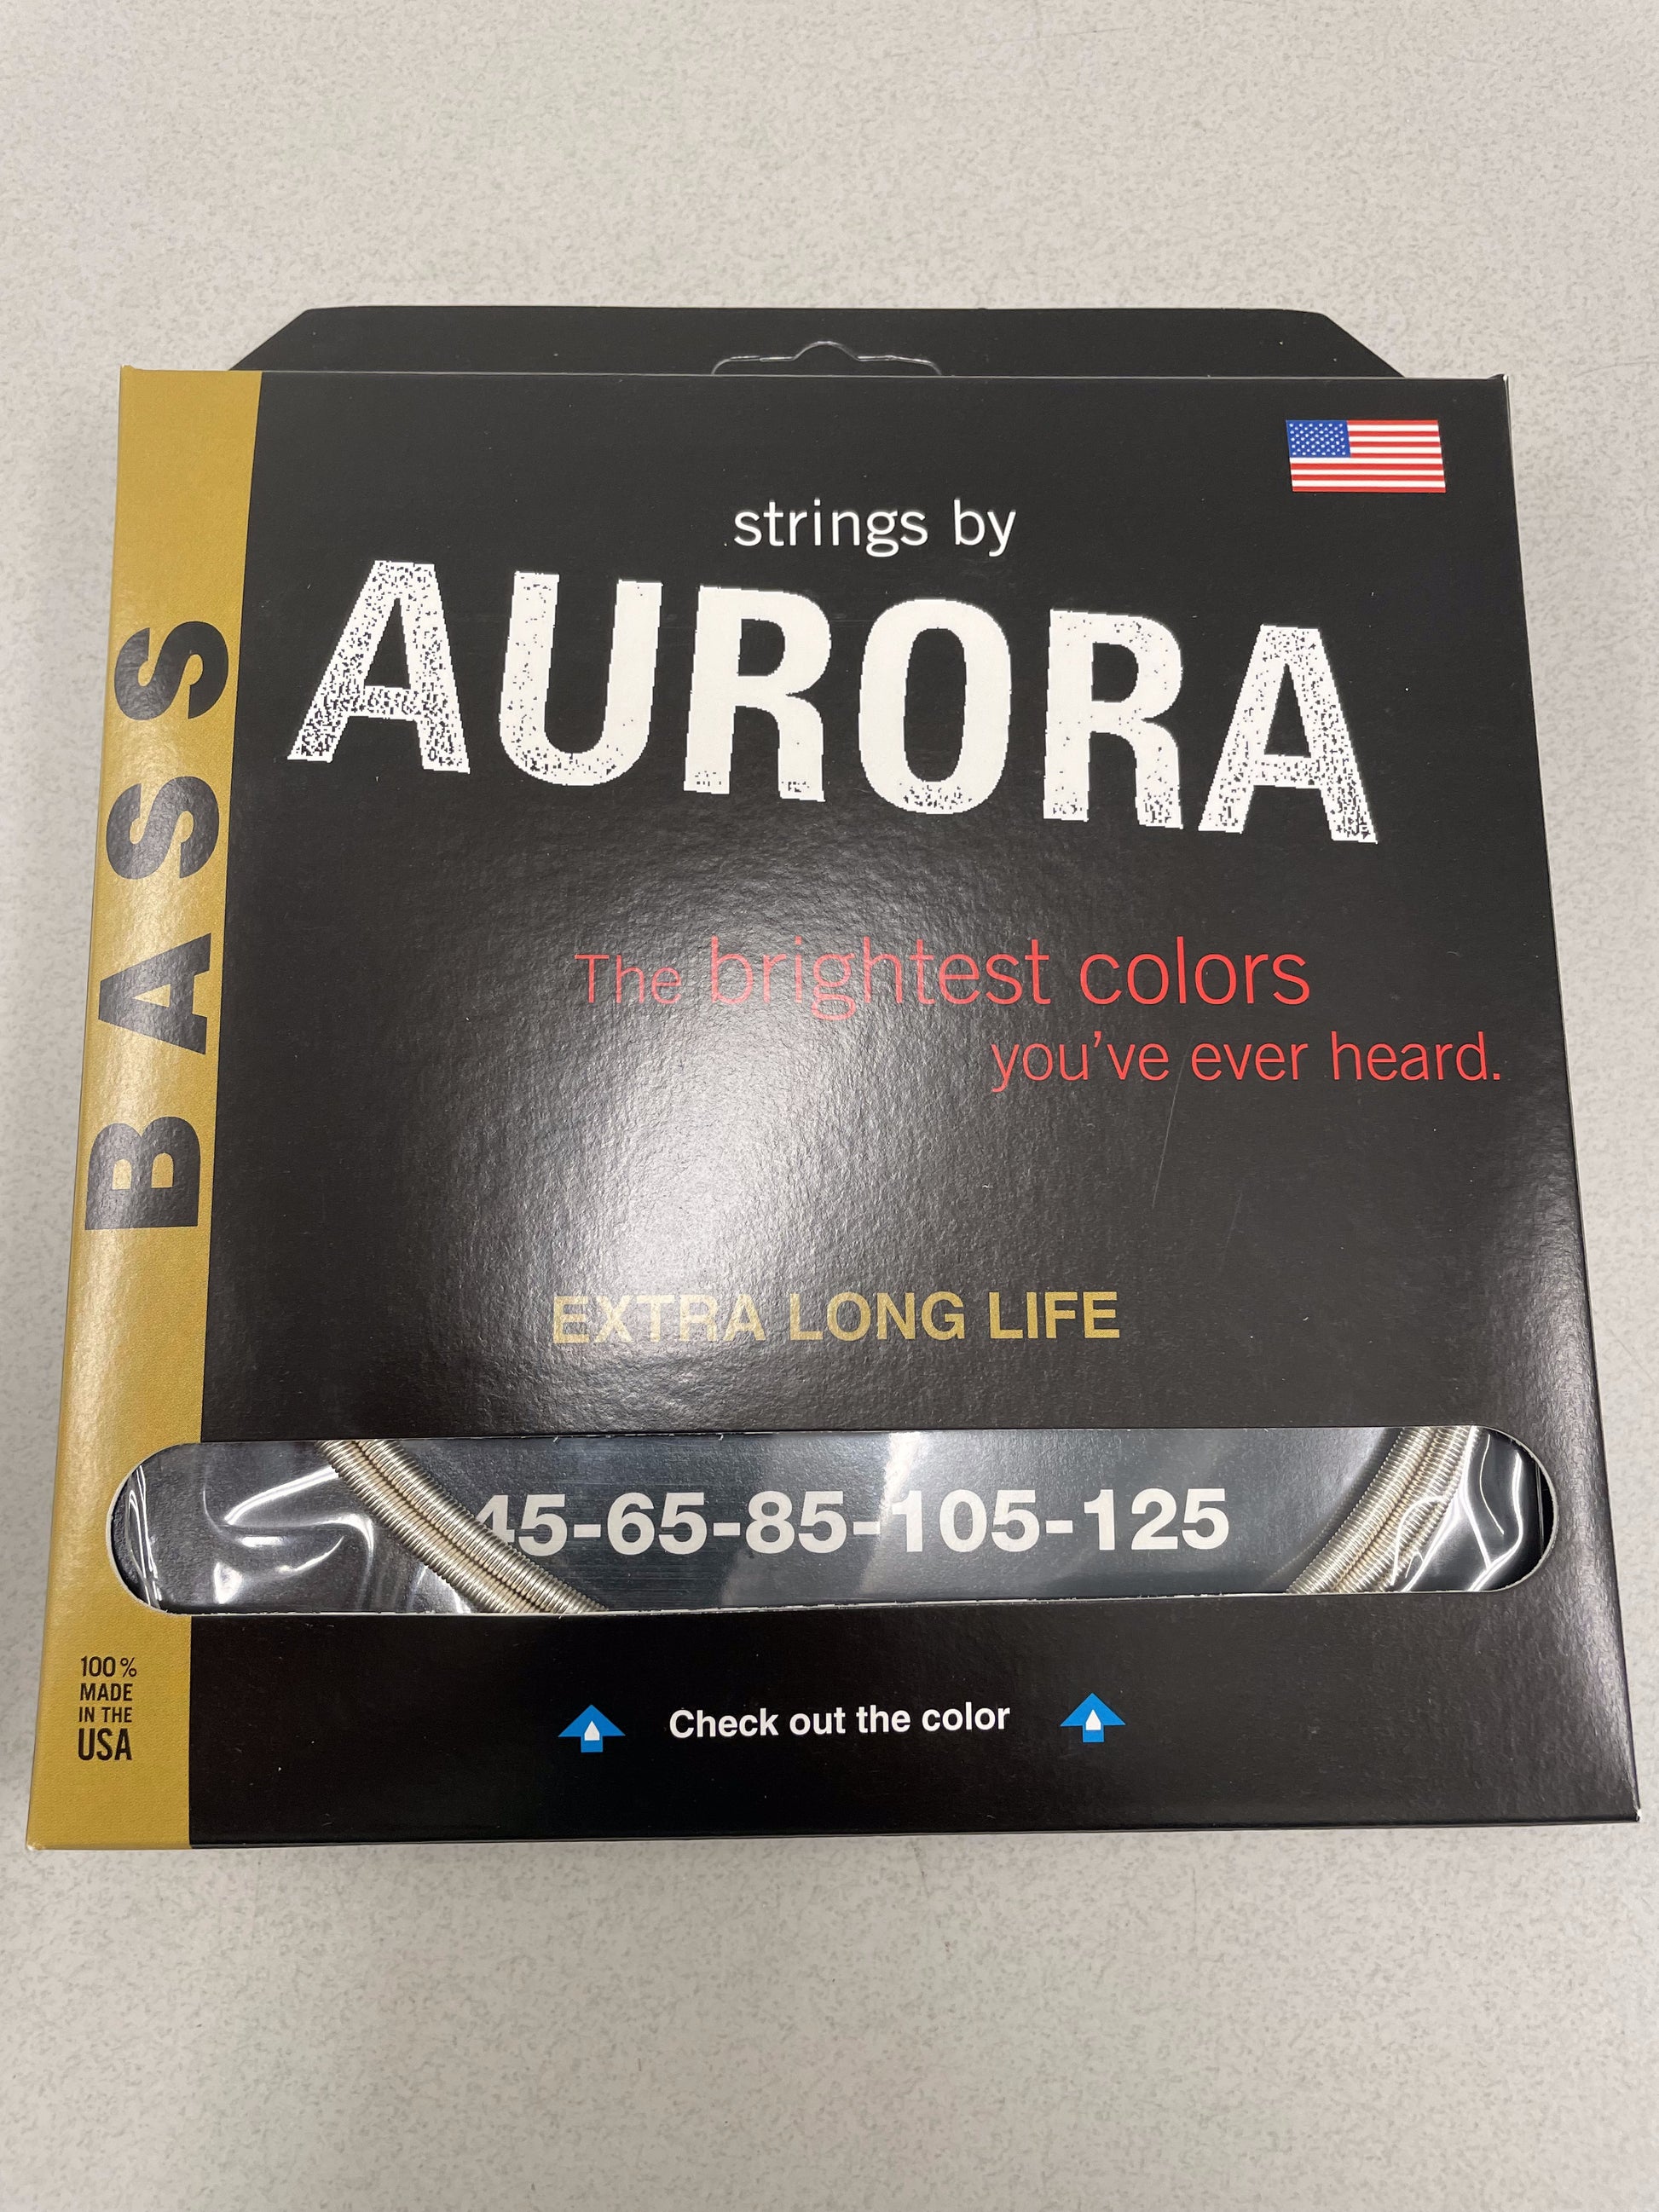 strings by
AURORA
The brightest colors
you've ever heard.
EXTRA LONG LIFE
45-65-85-105-125
Check out the color
BASS
100%
MADE
IN THE
USA